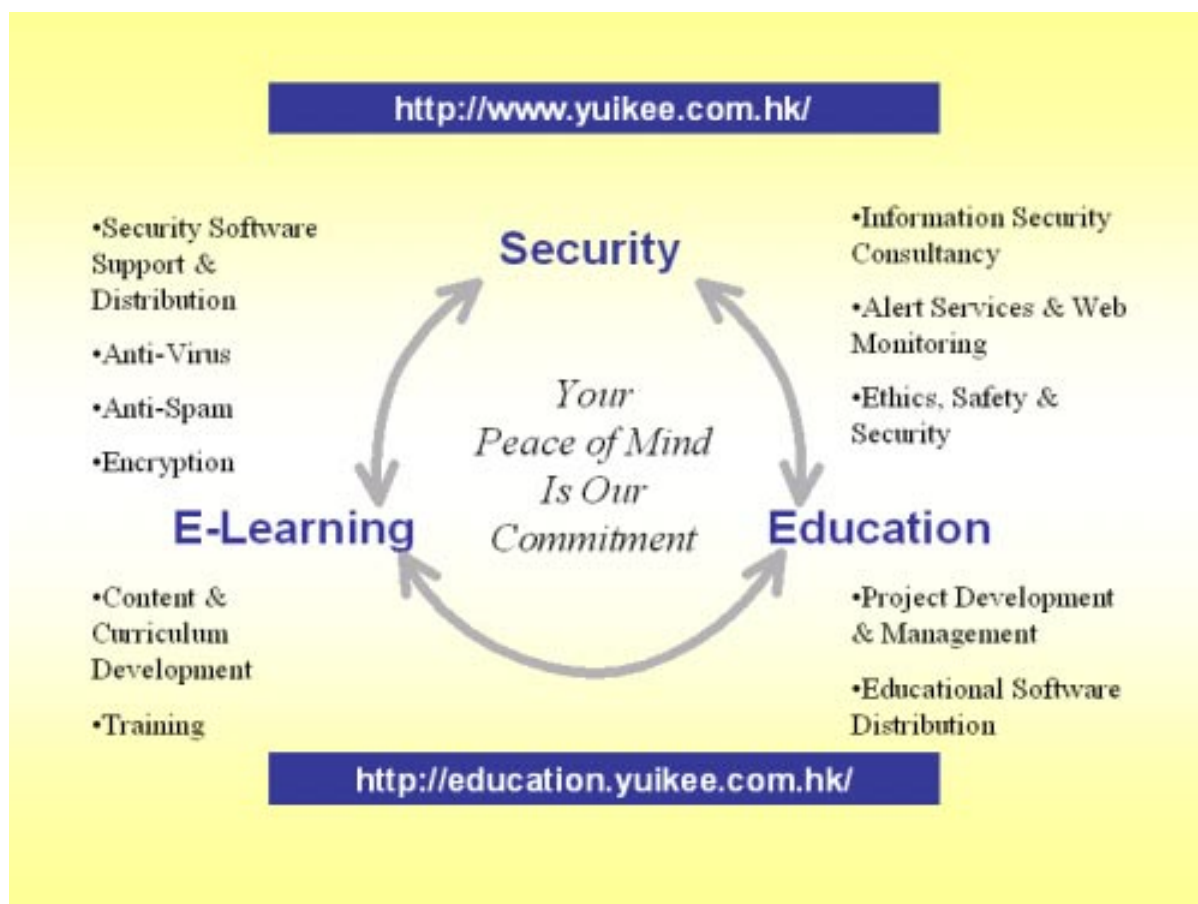 http://www.yuikee.com.hk/
•Security Software
Support &
Distribution
•Anti-Virus
•Anti-Spam
•Encryption
Security
•Information Security
Consultancy
•Alert Services & Web
Monitoring
•Ethics, Safety &
Security
Your
Peace of Mind
Is Our
Commitment
E-Learning
Education
•Content &
Curriculum
Development
•Training
•Project Development
& Management
•Educational Software
Distribution
http://education.yuikee.com.hk/